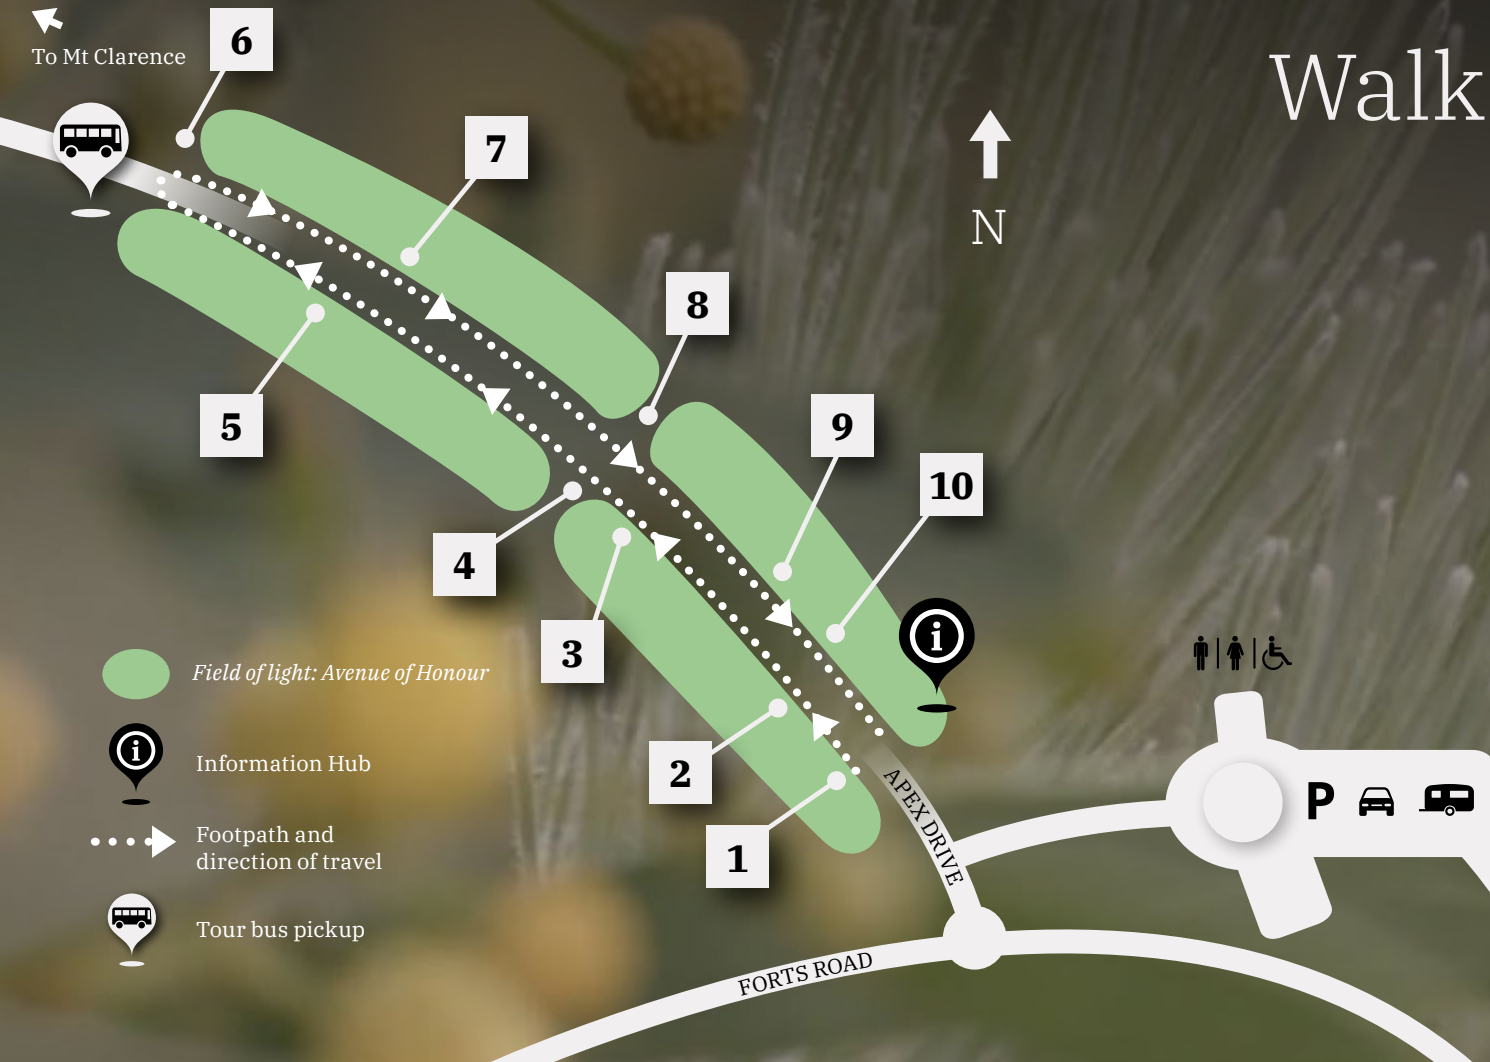 To Mt Clarence
6
Walk
7
N
8
5
9
10
4
3
Field of light: Avenue of Honour
i
i
Information Hub
2
APEX DRIVE
P
Footpath and
direction of travel
1
Tour bus pickup
FORTS ROAD